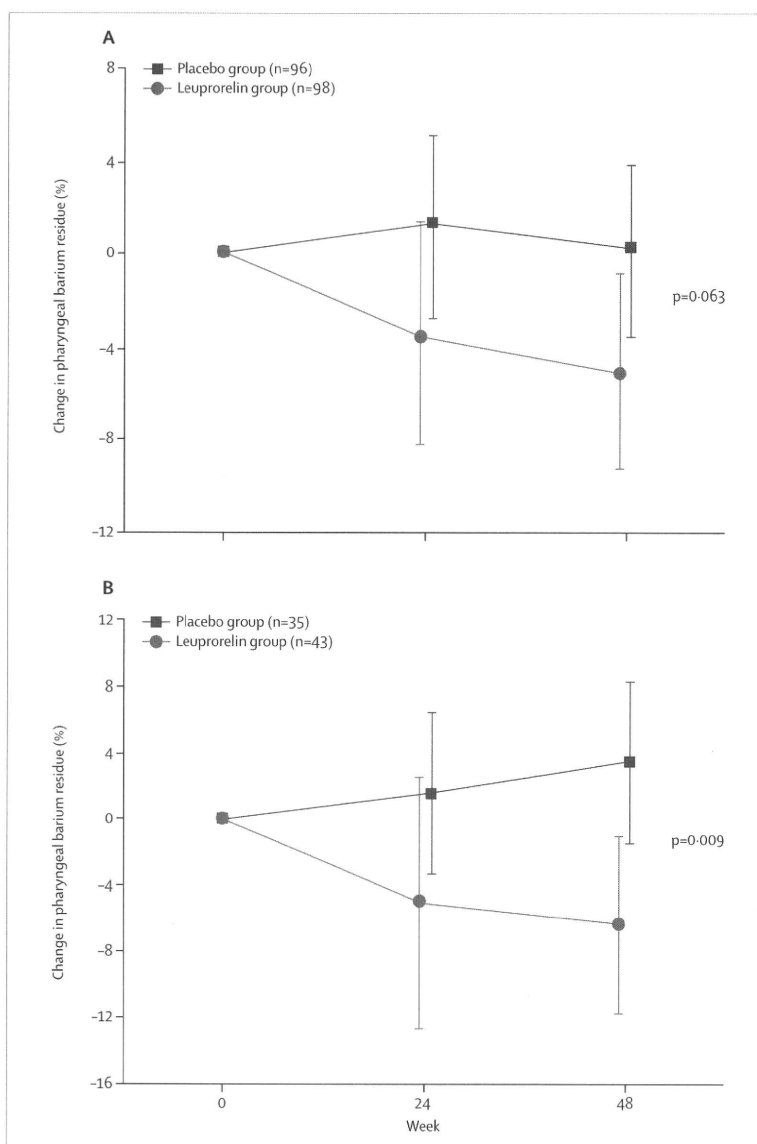 A
Placebo group (n=96)
Leuprorelin group (n=98)
8
4
0
−4
−8
−12
Change in pharyngeal barium residue (%)
p=0·063
B
Placebo group (n=35)
Leuprorelin group (n=43)
12
8
4
0
−4
−8
−12
−16
Change in pharyngeal barium residue (%)
p=0·009
0 24 48
Week